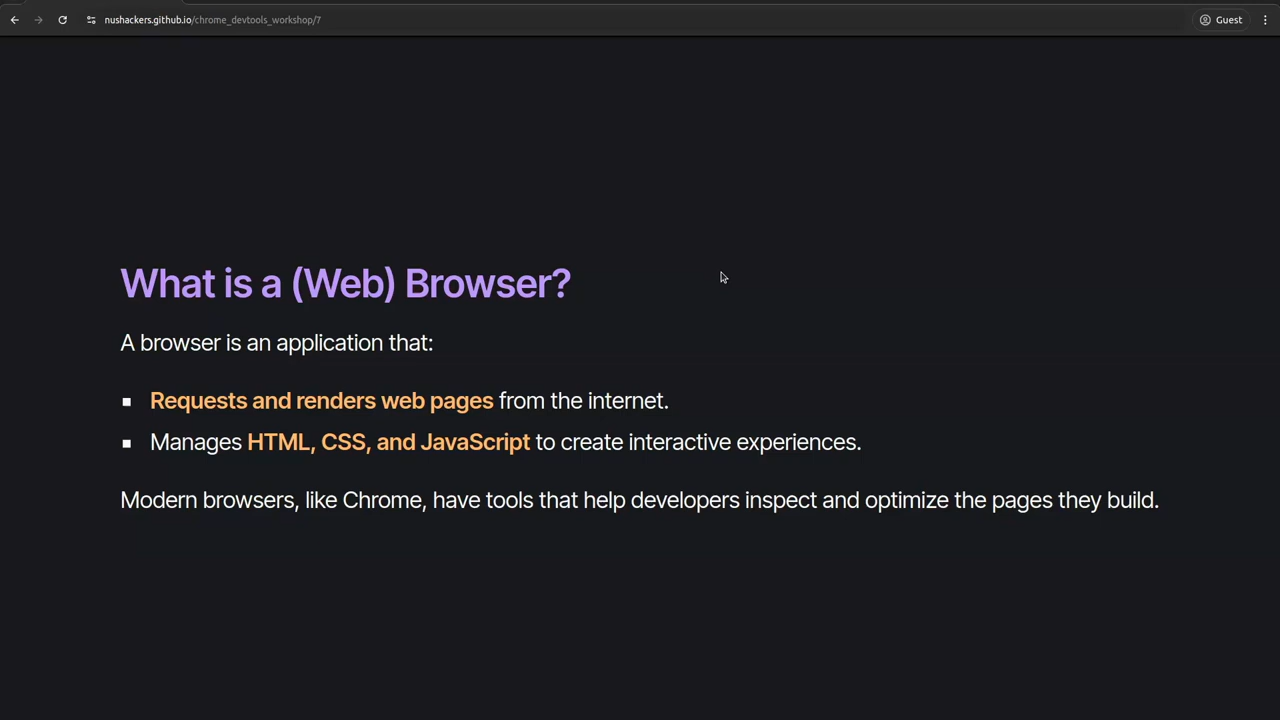 nushackers.github.io/chrome_devtools_workshop/7
Guest
What is a (Web) Browser?
A browser is an application that:
Requests and renders web pages from the internet.
Manages HTML, CSS, and JavaScript to create interactive experiences.
Modern browsers, like Chrome, have tools that help developers inspect and optimize the pages they build.